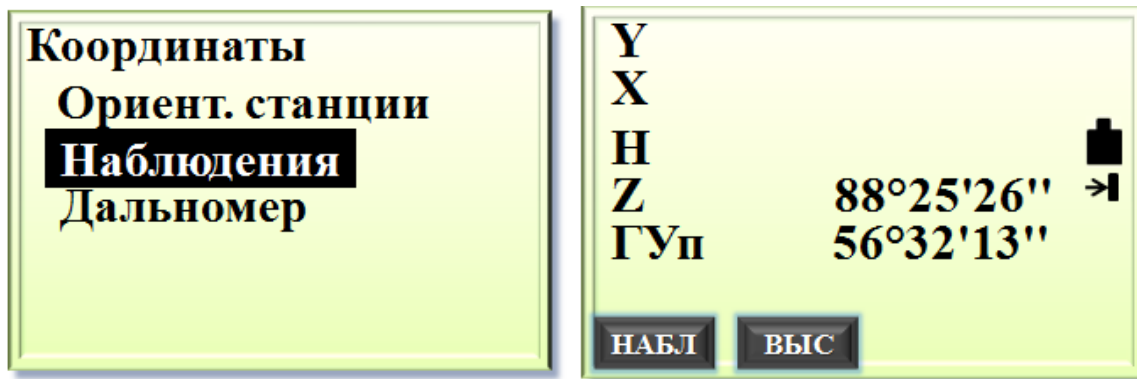 Координаты
Ориент. станции
Наблюдения
Дальномер
Y
X
H
Z 88°25'26''
ГУп 56°32'13''
НАБЛ ВЫС